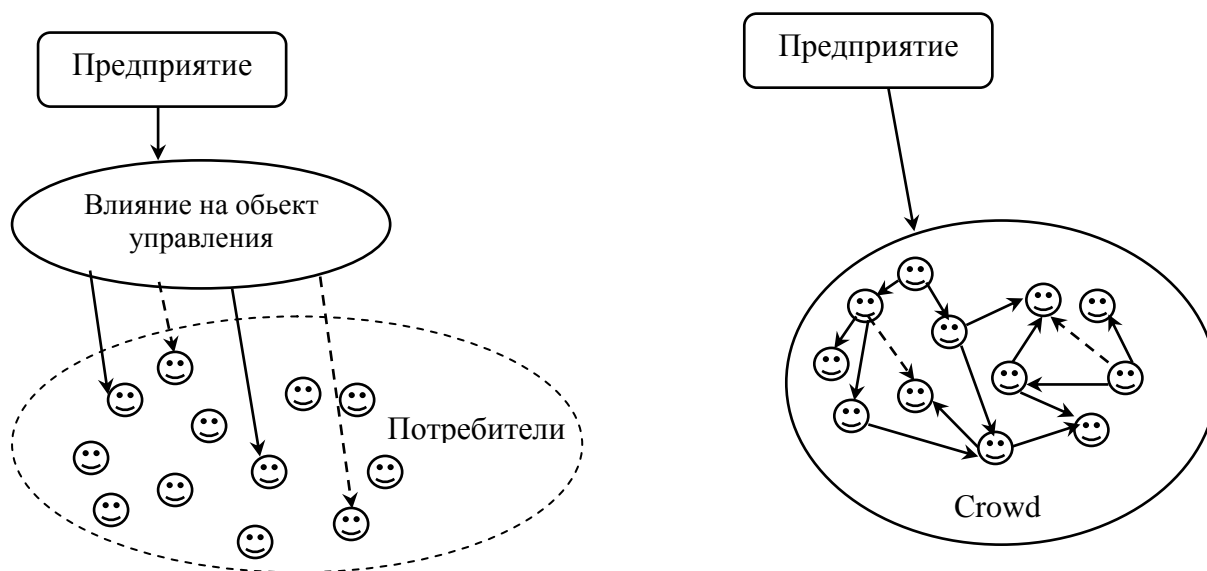 Предприятие
Влияние на обьект
управления
Потребители
Предприятие
Crowd